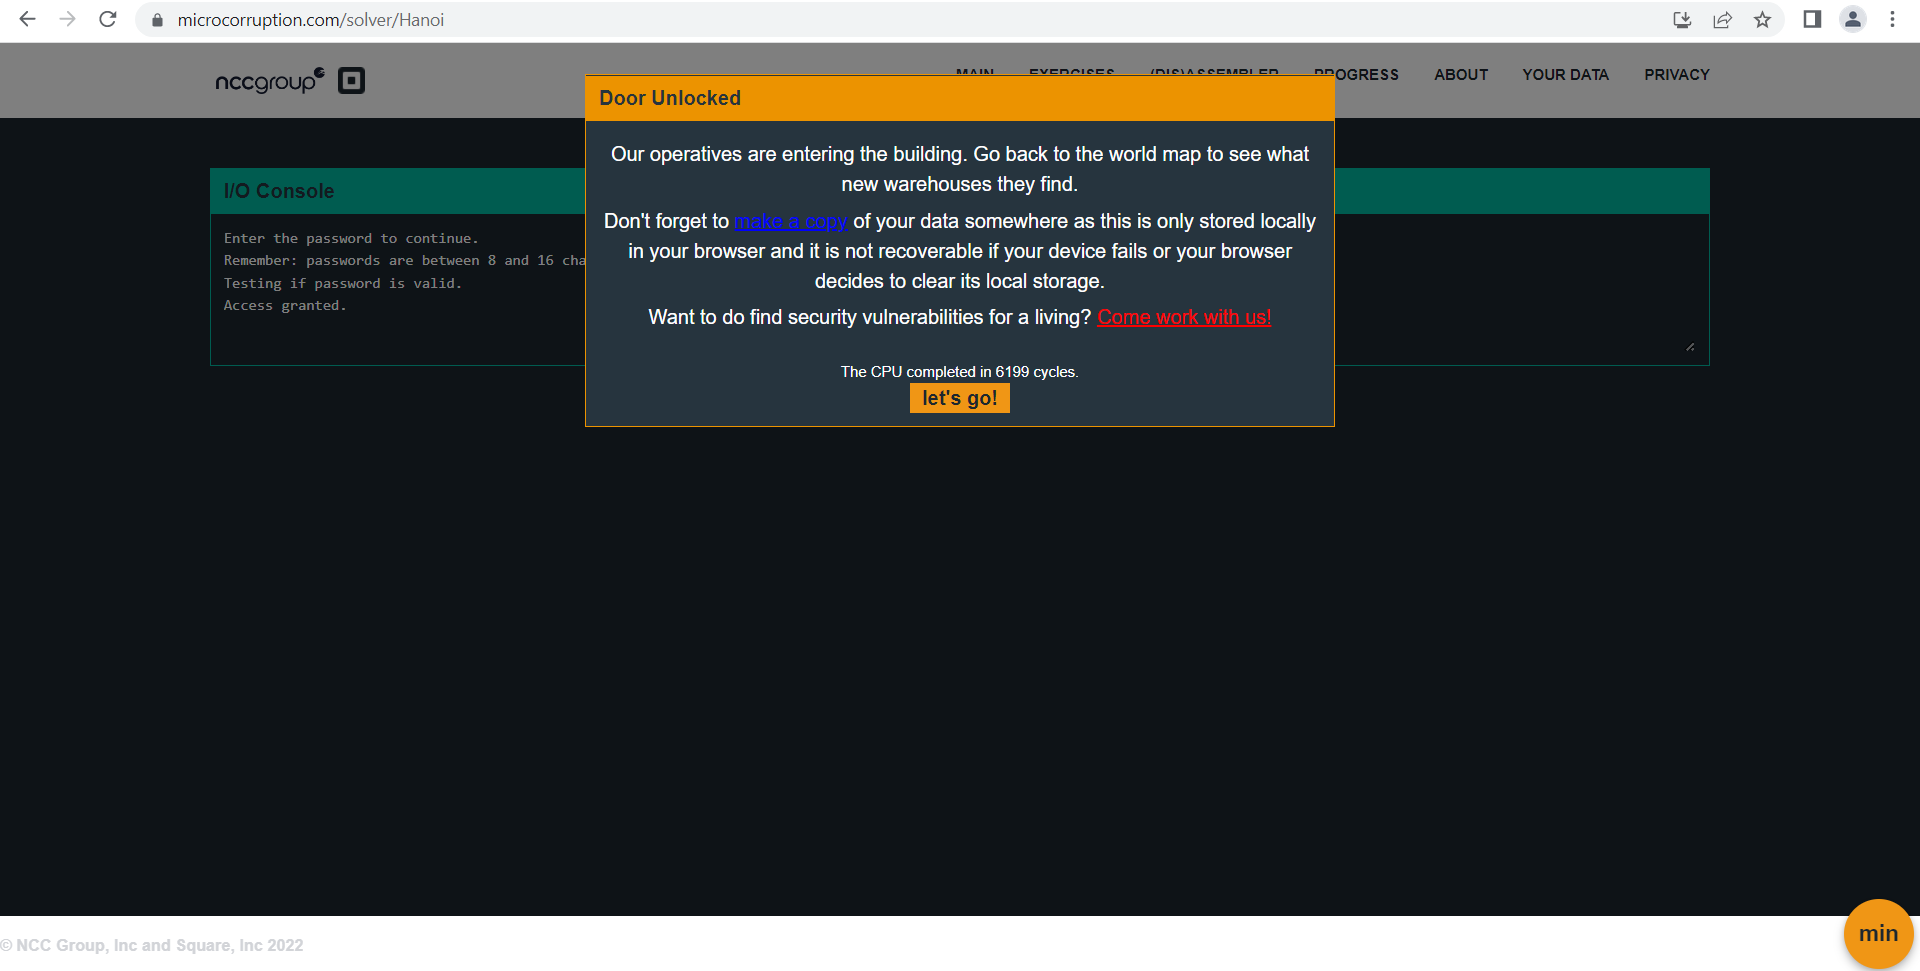 microcorruption.com/solver/Hanoi
nccgroup
MAIN EXERCISES (DIS)ASSEMBLER PROGRESS ABOUT YOUR DATA PRIVACY
Door Unlocked
Our operatives are entering the building. Go back to the world map to see what
new warehouses they find.
Don't forget to make a copy of your data somewhere as this is only stored locally
in your browser and it is not recoverable if your device fails or your browser
decides to clear its local storage.
Want to do find security vulnerabilities for a living? Come work with us!
The CPU completed in 6199 cycles.
let's go!
I/O Console
Enter the password to continue.
Remember: passwords are between 8 and 16 cha
Testing if password is valid.
Access granted.
© NCC Group, Inc and Square, Inc 2022
min